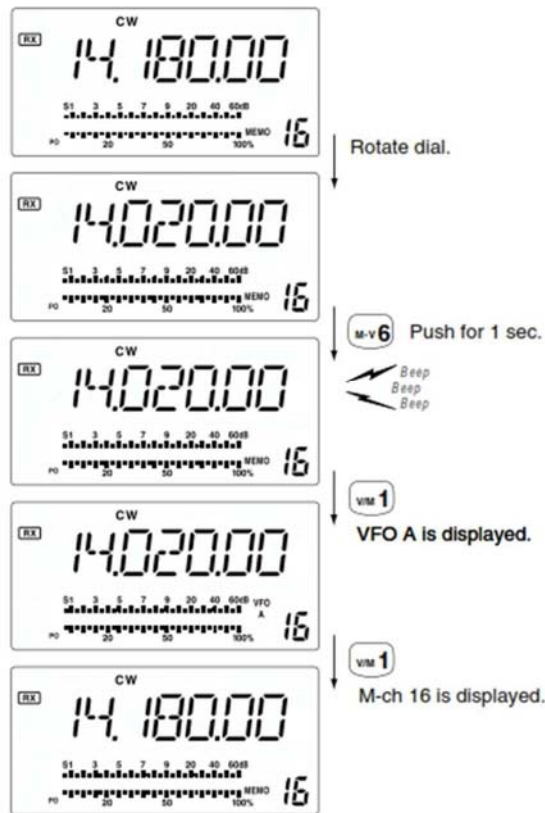 CW
RX
14.180.00
S1 3 5 7 9 20 40 60dB
PO 20 50 100% MEMO 16
Rotate dial.
CW
RX
14.020.00
S1 3 5 7 9 20 40 60dB
PO 20 50 100% MEMO 16
M-V 6 Push for 1 sec.
CW
RX
14.020.00
Beep
Beep
Beep
S1 3 5 7 9 20 40 60dB
PO 20 50 100% MEMO 16
V/M 1
VFO A is displayed.
CW
RX
14.020.00
S1 3 5 7 9 20 40 60dB VFO
A
PO 20 50 100% 16
V/M 1
M-ch 16 is displayed.
CW
RX
14.180.00
S1 3 5 7 9 20 40 60dB
PO 20 50 100% MEMO 16